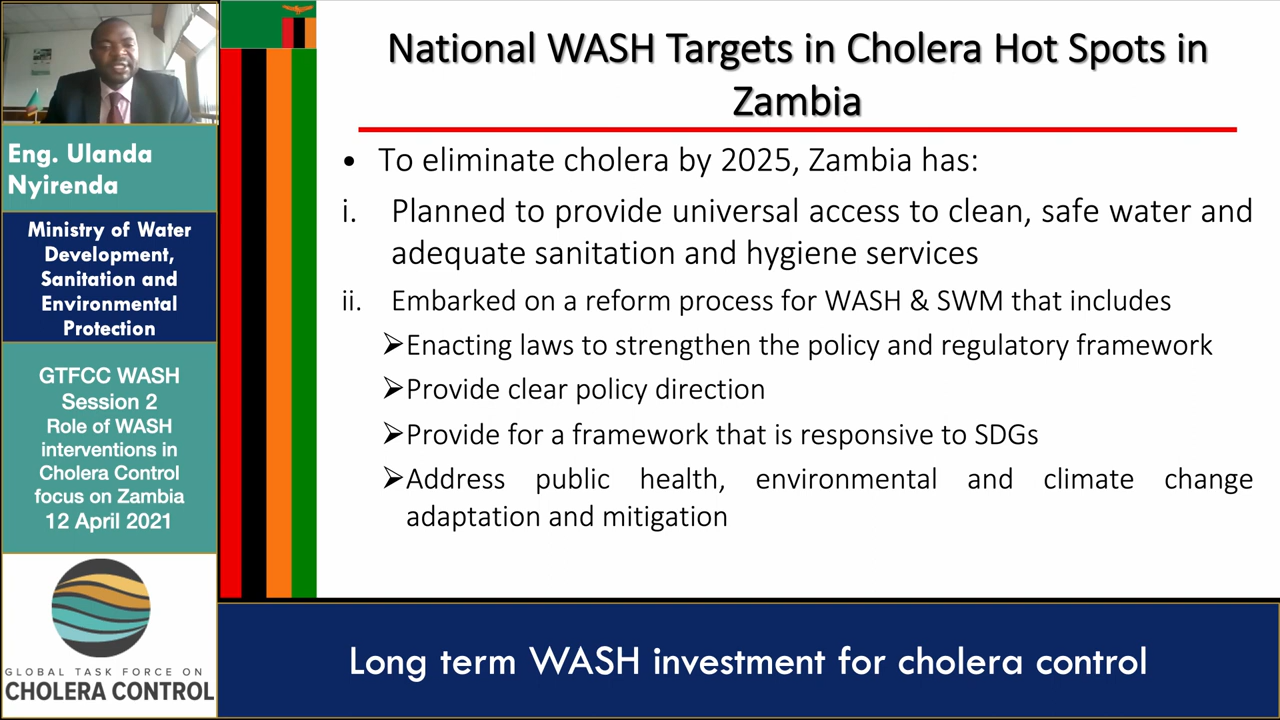 Eng. Ulanda
Nyirenda
Ministry of Water
Development,
Sanitation and
Environmental
Protection
GTFCC WASH
Session 2
Role of WASH
interventions in
Cholera Control
focus on Zambia
12 April 2021
GLOBAL TASK FORCE ON
CHOLERA CONTROL
National WASH Targets in Cholera Hot Spots in
Zambia
• To eliminate cholera by 2025, Zambia has:
i. Planned to provide universal access to clean, safe water and
adequate sanitation and hygiene services
ii. Embarked on a reform process for WASH & SWM that includes
➢Enacting laws to strengthen the policy and regulatory framework
➢Provide clear policy direction
➢Provide for a framework that is responsive to SDGs
➢Address public health, environmental and climate change
adaptation and mitigation
Long term WASH investment for cholera control